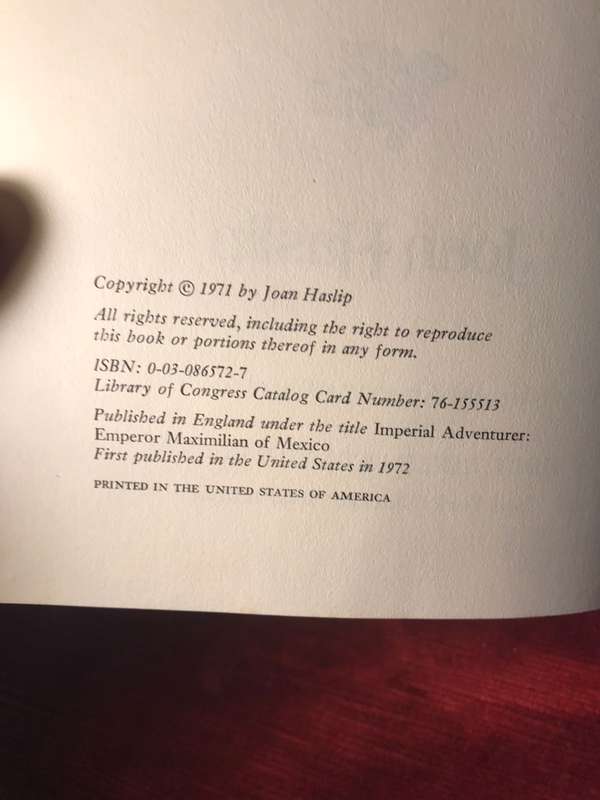 Copyright © 1971 by Joan Haslip
All rights reserved, including the right to reproduce
this book or portions thereof in any form.
ISBN: 0-03-086572-7
Library of Congress Catalog Card Number: 76-155513
Published in England under the title Imperial Adventurer:
Emperor Maximilian of Mexico
First published in the United States in 1972
PRINTED IN THE UNITED STATES OF AMERICA